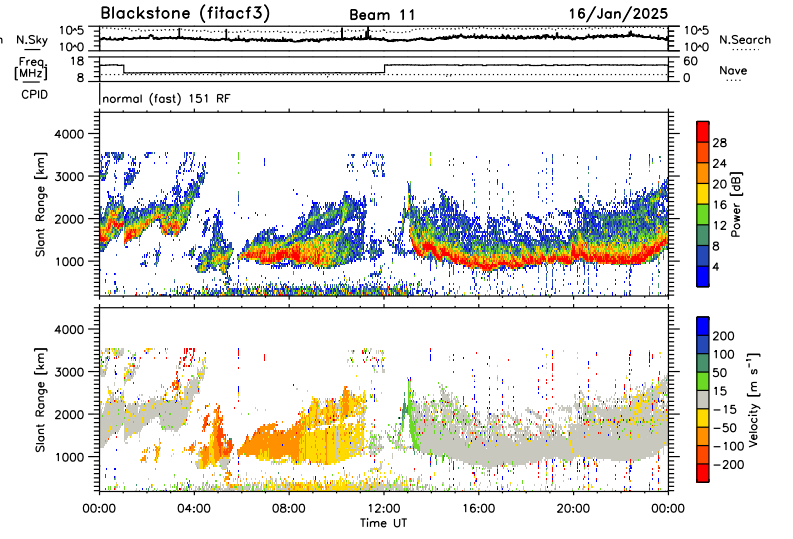 Blackstone (fitacf3) Beam 11 16/Jan/2025
N.Sky 10^5 10^0 10^5 10^0 N.Search
Freq. [MHz] 18 8 60 0 Nave
CPID normal (fast) 151 RF
Slant Range [km] 4000 3000 2000 1000
28 24 20 16 12 8 4 Power [dB]
Slant Range [km] 4000 3000 2000 1000
200 100 50 15 -15 -50 -100 -200 Velocity [m s⁻¹]
00:00 04:00 08:00 12:00 16:00 20:00 00:00
Time UT